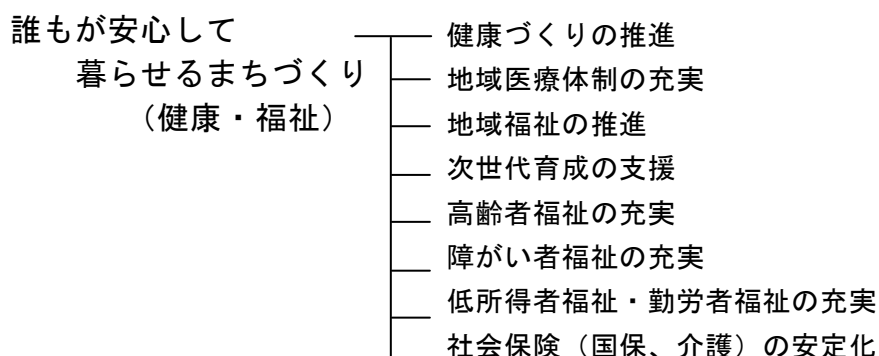 誰もが安心して
暮らせるまちづくり
（健康・福祉）
健康づくりの推進
地域医療体制の充実
地域福祉の推進
次世代育成の支援
高齢者福祉の充実
障がい者福祉の充実
低所得者福祉・勤労者福祉の充実
社会保険（国保、介護）の安定化